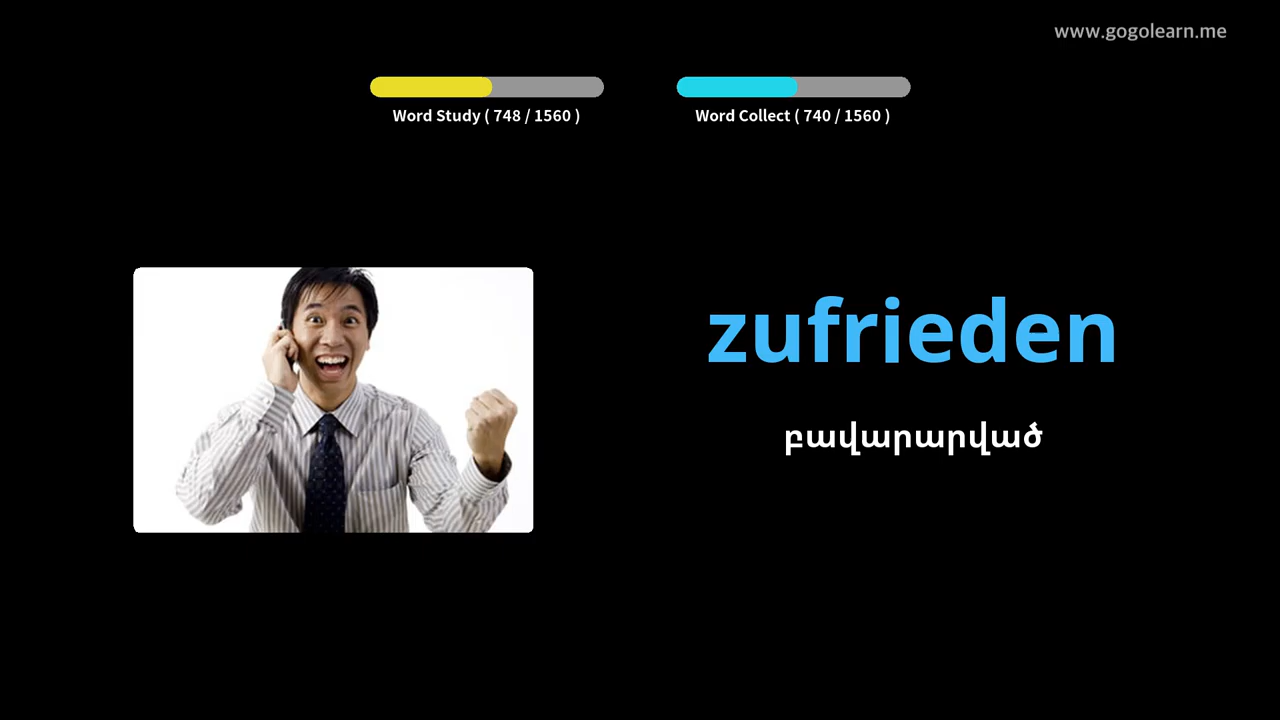 www.gogolearn.me
Word Study ( 748 / 1560 )
Word Collect ( 740 / 1560 )
zufrieden
բավարարված